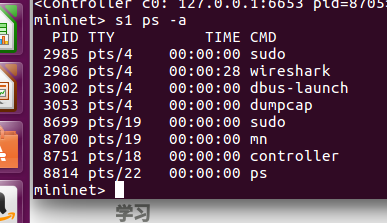 <Controller c0: 127.0.0.1:6653 pid=8705>
mininet> s1 ps -a
  PID TTY          TIME CMD
 2985 pts/4    00:00:00 sudo
 2986 pts/4    00:00:28 wireshark
 3002 pts/4    00:00:00 dbus-launch
 3053 pts/4    00:00:00 dumpcap
 8699 pts/19   00:00:00 sudo
 8700 pts/19   00:00:00 mn
 8751 pts/18   00:00:00 controller
 8814 pts/22   00:00:00 ps
mininet>
学习